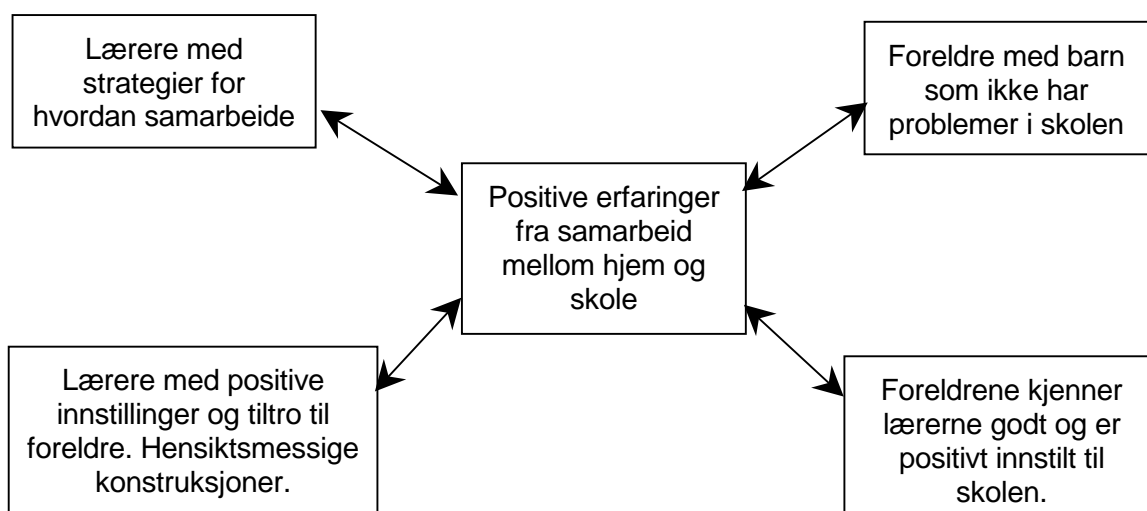 Lærere med
strategier for
hvordan samarbeide
Foreldre med barn
som ikke har
problemer i skolen
Positive erfaringer
fra samarbeid
mellom hjem og
skole
Lærere med positive
innstillinger og tiltro til
foreldre. Hensiktsmessige
konstruksjoner.
Foreldrene kjenner
lærerne godt og er
positivt innstilt til
skolen.